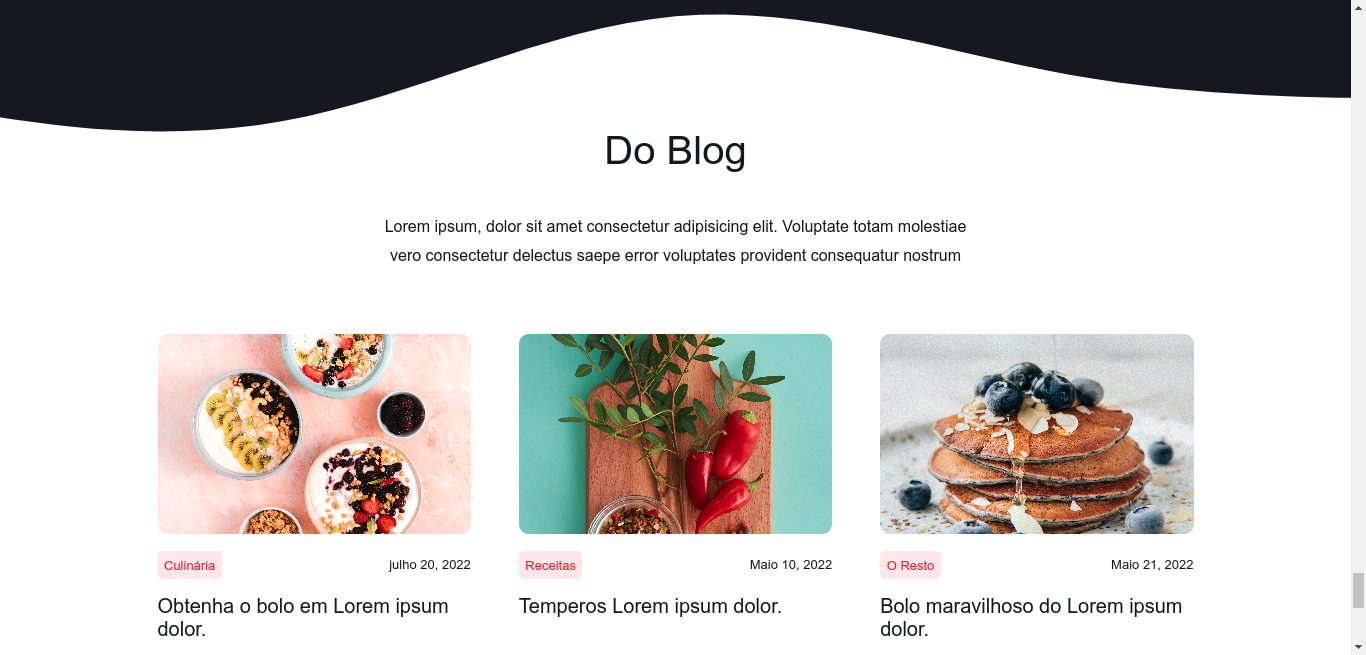 Do Blog
Lorem ipsum, dolor sit amet consectetur adipisicing elit. Voluptate totam molestiae
vero consectetur delectus saepe error voluptates provident consequatur nostrum
Culinária
julho 20, 2022
Obtenha o bolo em Lorem ipsum
dolor.
Receitas
Maio 10, 2022
Temperos Lorem ipsum dolor.
O Resto
Maio 21, 2022
Bolo maravilhoso do Lorem ipsum
dolor.